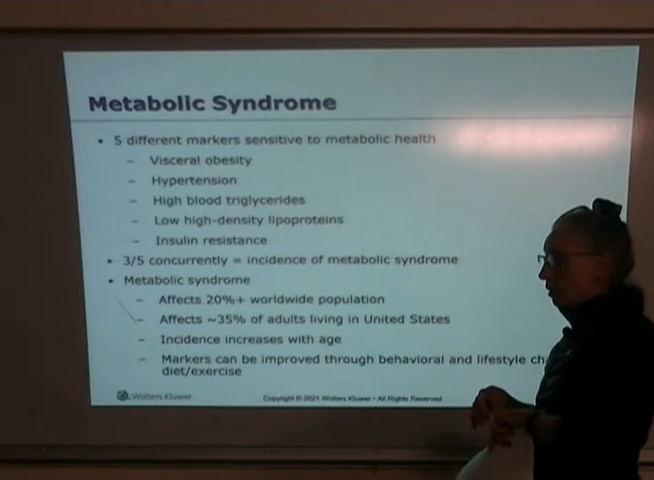 Metabolic Syndrome
• 5 different markers sensitive to metabolic health
– Visceral obesity
– Hypertension
– High blood triglycerides
– Low high-density lipoproteins
– Insulin resistance
• 3/5 concurrently = incidence of metabolic syndrome
• Metabolic syndrome
– Affects 20%+ worldwide population
– Affects ~35% of adults living in United States
– Incidence increases with age
– Markers can be improved through behavioral and lifestyle
diet/exercise
Wolters Kluwer
Copyright © 2021 Wolters Kluwer • All Rights Reserved